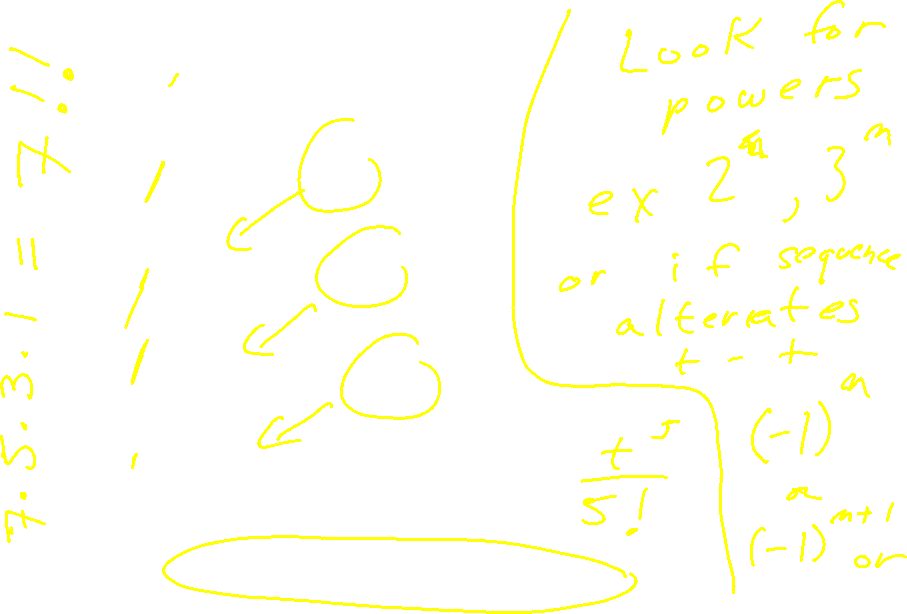 7.5.3.1 = 7!!
Look for
powers
ex 2^n, 3^n
or if sequence
alternates
+ - +
(-1)^n
(-1)^n+1 or
t^5
5!